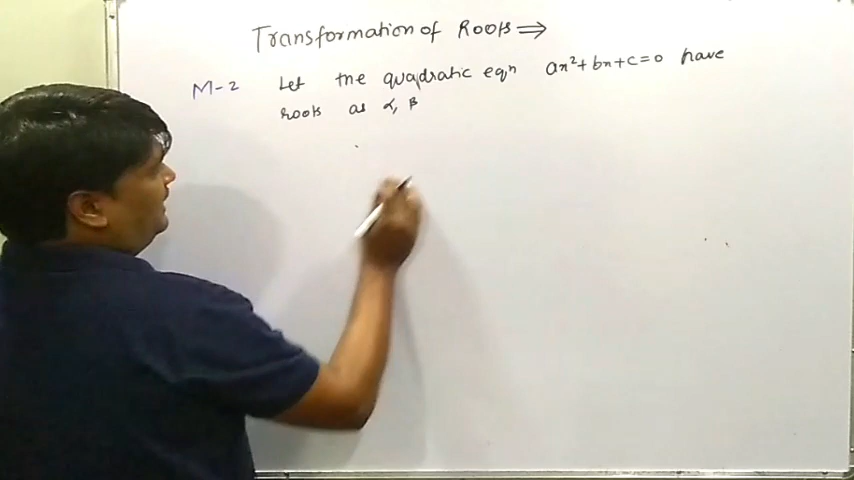 Transformation of Roots ⇒
M-2 Let the quadratic eqn ax²+bx+c=0 have
roots as α, β